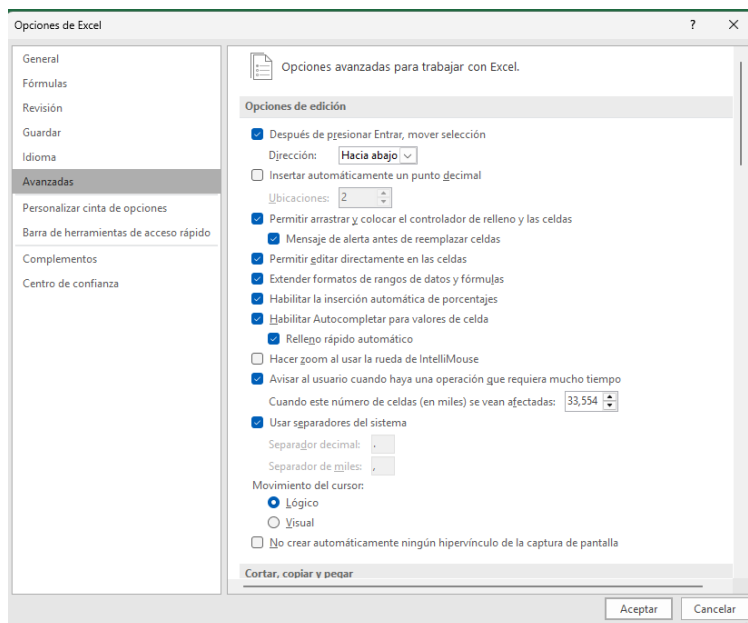 Opciones de Excel
? ×
General
Fórmulas
Revisión
Guardar
Idioma
Avanzadas
Personalizar cinta de opciones
Barra de herramientas de acceso rápido
Complementos
Centro de confianza
Opciones avanzadas para trabajar con Excel.
Opciones de edición
Después de presionar Entrar, mover selección
Dirección: Hacia abajo
Insertar automáticamente un punto decimal
Ubicaciones: 2
Permitir arrastrar y colocar el controlador de relleno y las celdas
Mensaje de alerta antes de reemplazar celdas
Permitir editar directamente en las celdas
Extender formatos de rangos de datos y fórmulas
Habilitar la inserción automática de porcentajes
Habilitar Autocompletar para valores de celda
Relleno rápido automático
Hacer zoom al usar la rueda de IntelliMouse
Avisar al usuario cuando haya una operación que requiera mucho tiempo
Cuando este número de celdas (en miles) se vean afectadas: 33,554
Usar separadores del sistema
Separador decimal: .
Separador de miles: ,
Movimiento del cursor:
Lógico
Visual
No crear automáticamente ningún hipervínculo de la captura de pantalla
Cortar, copiar y pegar
Aceptar Cancelar